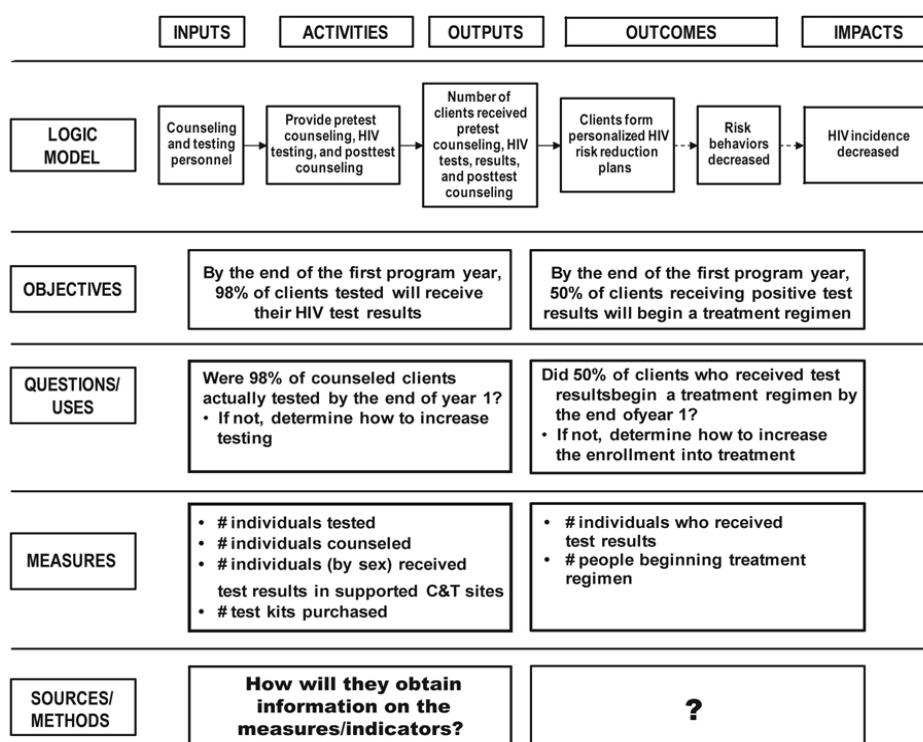 INPUTS
ACTIVITIES
OUTPUTS
OUTCOMES
IMPACTS
LOGIC
MODEL
Counseling
and testing
personnel
Provide pretest
counseling, HIV
testing, and posttest
counseling
Number of
clients received
pretest
counseling, HIV
tests, results,
and posttest
counseling
Clients form
personalized HIV
risk reduction
plans
Risk
behaviors
decreased
HIV incidence
decreased
OBJECTIVES
By the end of the first program year,
98% of clients tested will receive
their HIV test results
By the end of the first program year,
50% of clients receiving positive test
results will begin a treatment regimen
QUESTIONS/
USES
Were 98% of counseled clients
actually tested by the end of year 1?
• If not, determine how to increase
testing
Did 50% of clients who received test
resultsbegin a treatment regimen by
the end ofyear 1?
• If not, determine how to increase
the enrollment into treatment
MEASURES
• # individuals tested
• # individuals counseled
• # individuals (by sex) received
test results in supported C&T sites
• # test kits purchased
• # individuals who received
test results
• # people beginning treatment
regimen
SOURCES/
METHODS
How will they obtain
information on the
measures/indicators?
?